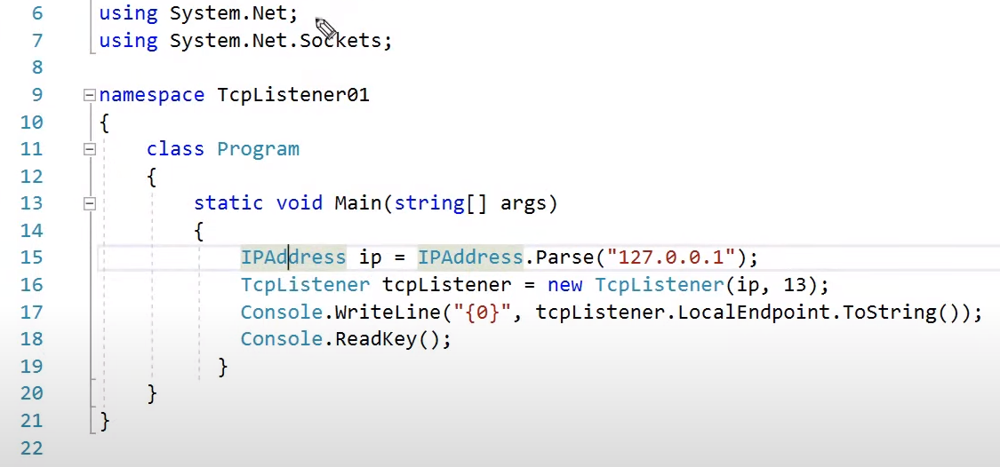 6 using System.Net;
7 using System.Net.Sockets;
8
9 namespace TcpListener01
10 {
11 class Program
12 {
13 static void Main(string[] args)
14 {
15 IPAddress ip = IPAddress.Parse("127.0.0.1");
16 TcpListener tcpListener = new TcpListener(ip, 13);
17 Console.WriteLine("{0}", tcpListener.LocalEndpoint.ToString());
18 Console.ReadKey();
19 }
20 }
21 }
22